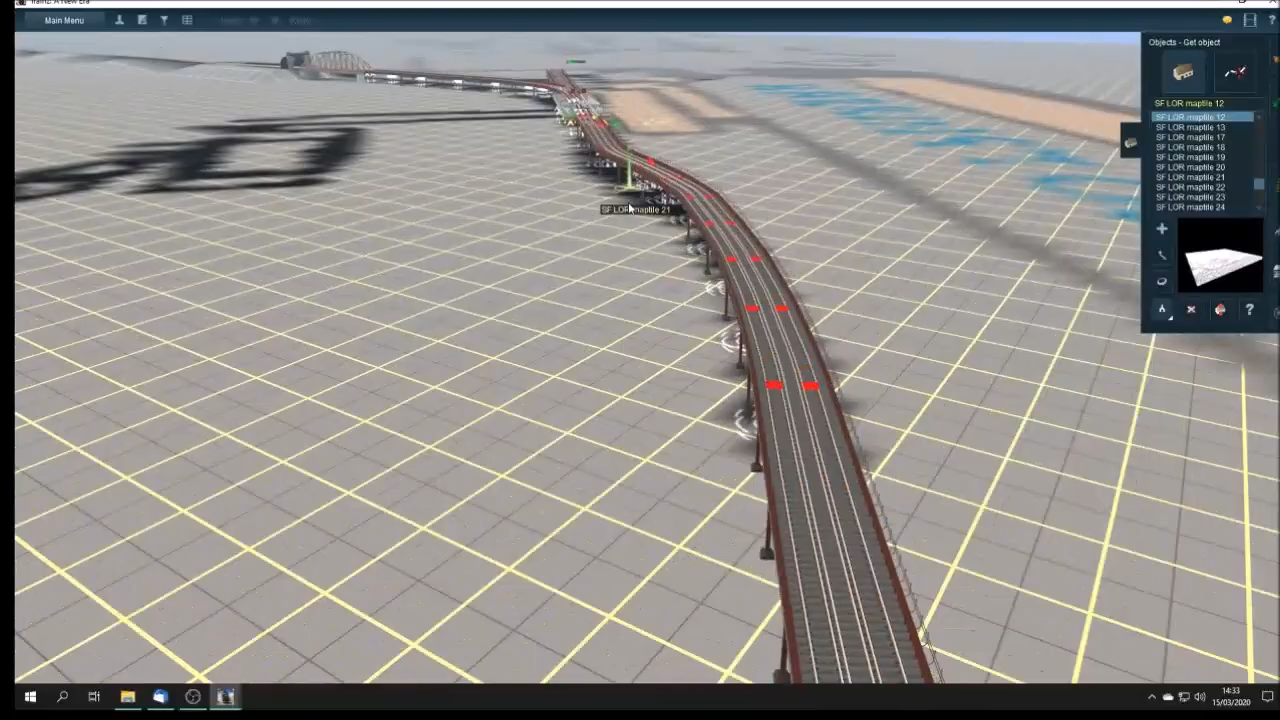 Trainz: A New Era
Main Menu
?
Objects - Get object
SF LOR maptile 12
SF LOR maptile 12
SF LOR maptile 13
SF LOR maptile 17
SF LOR maptile 18
SF LOR maptile 19
SF LOR maptile 20
SF LOR maptile 21
SF LOR maptile 22
SF LOR maptile 23
SF LOR maptile 24
?
SF LOR maptile 21
14:33
15/03/2020